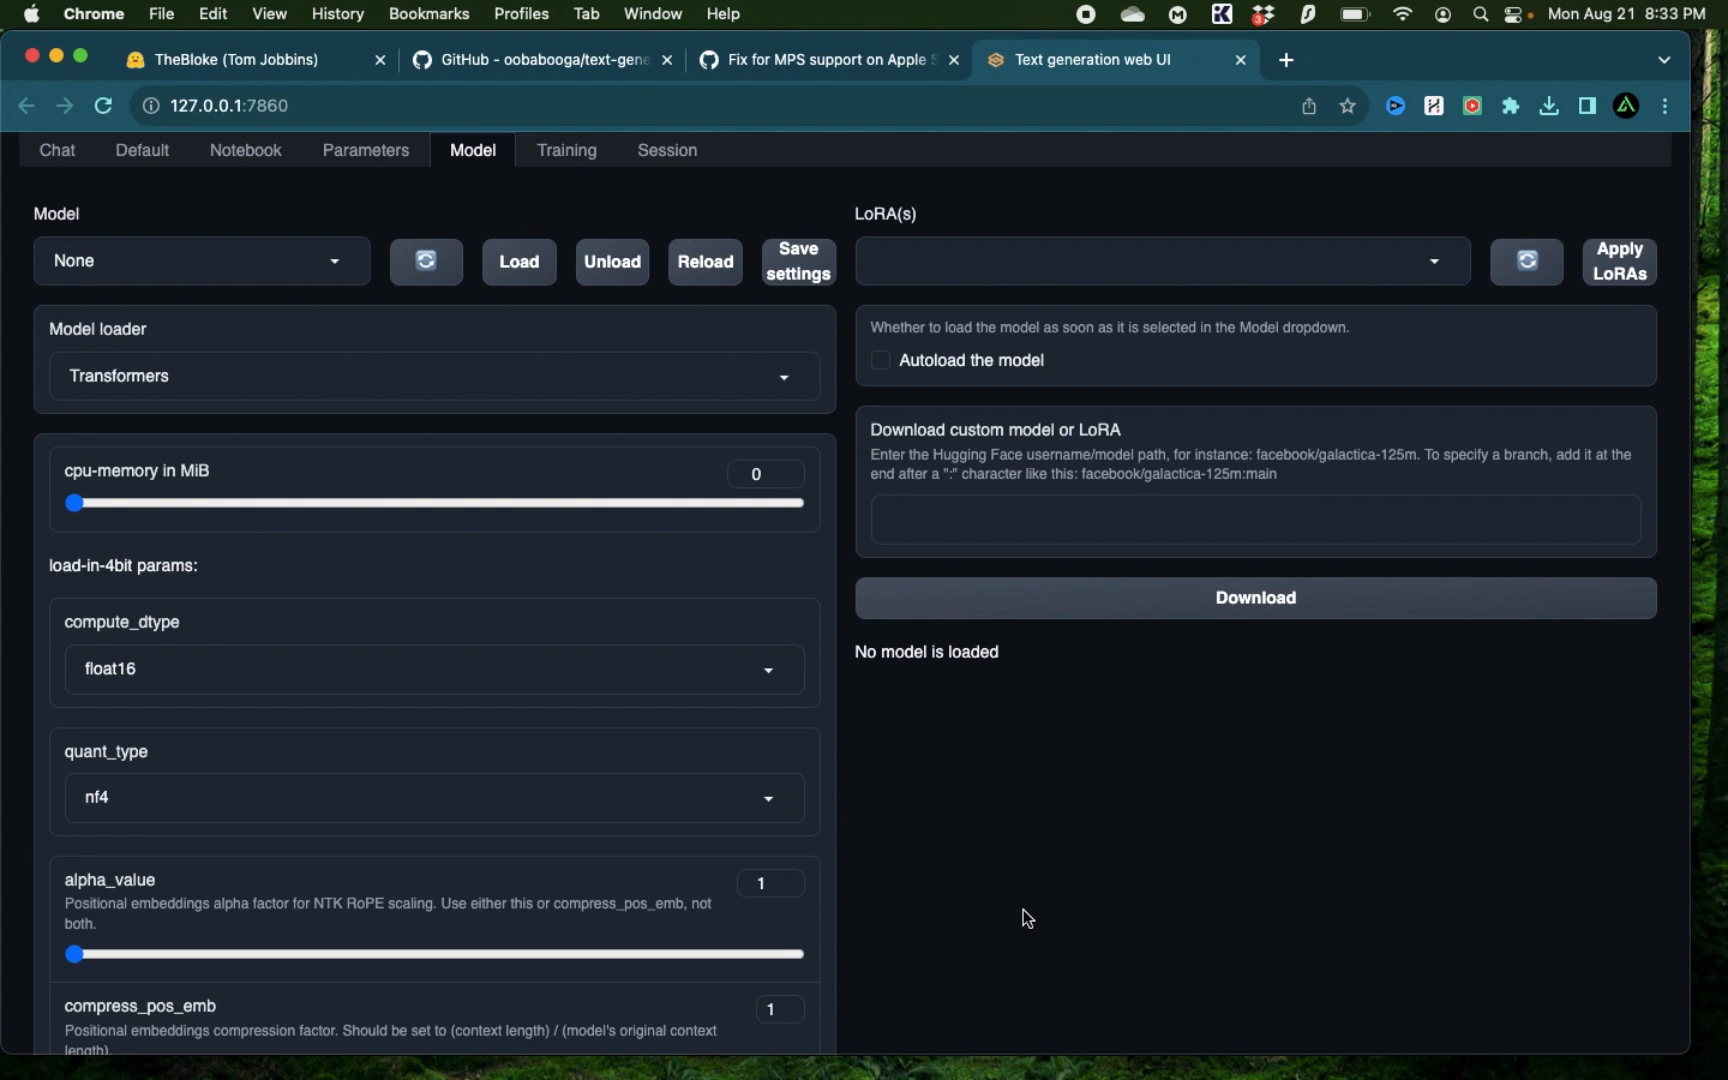 Chrome File Edit View History Bookmarks Profiles Tab Window Help 3 Mon Aug 21 8:33 PM
TheBloke (Tom Jobbins) GitHub - oobabooga/text-gene Fix for MPS support on Apple S Text generation web UI
127.0.0.1:7860
Chat Default Notebook Parameters Model Training Session
Model
None
Load
Unload
Reload
Save
settings
Model loader
Transformers
cpu-memory in MiB
0
load-in-4bit params:
compute_dtype
float16
quant_type
nf4
alpha_value
1
Positional embeddings alpha factor for NTK RoPE scaling. Use either this or compress_pos_emb, not
both.
compress_pos_emb
1
Positional embeddings compression factor. Should be set to (context length) / (model's original context
length).
LoRA(s)
Apply
LoRAs
Whether to load the model as soon as it is selected in the Model dropdown.
Autoload the model
Download custom model or LoRA
Enter the Hugging Face username/model path, for instance: facebook/galactica-125m. To specify a branch, add it at the
end after a ":" character like this: facebook/galactica-125m:main
Download
No model is loaded